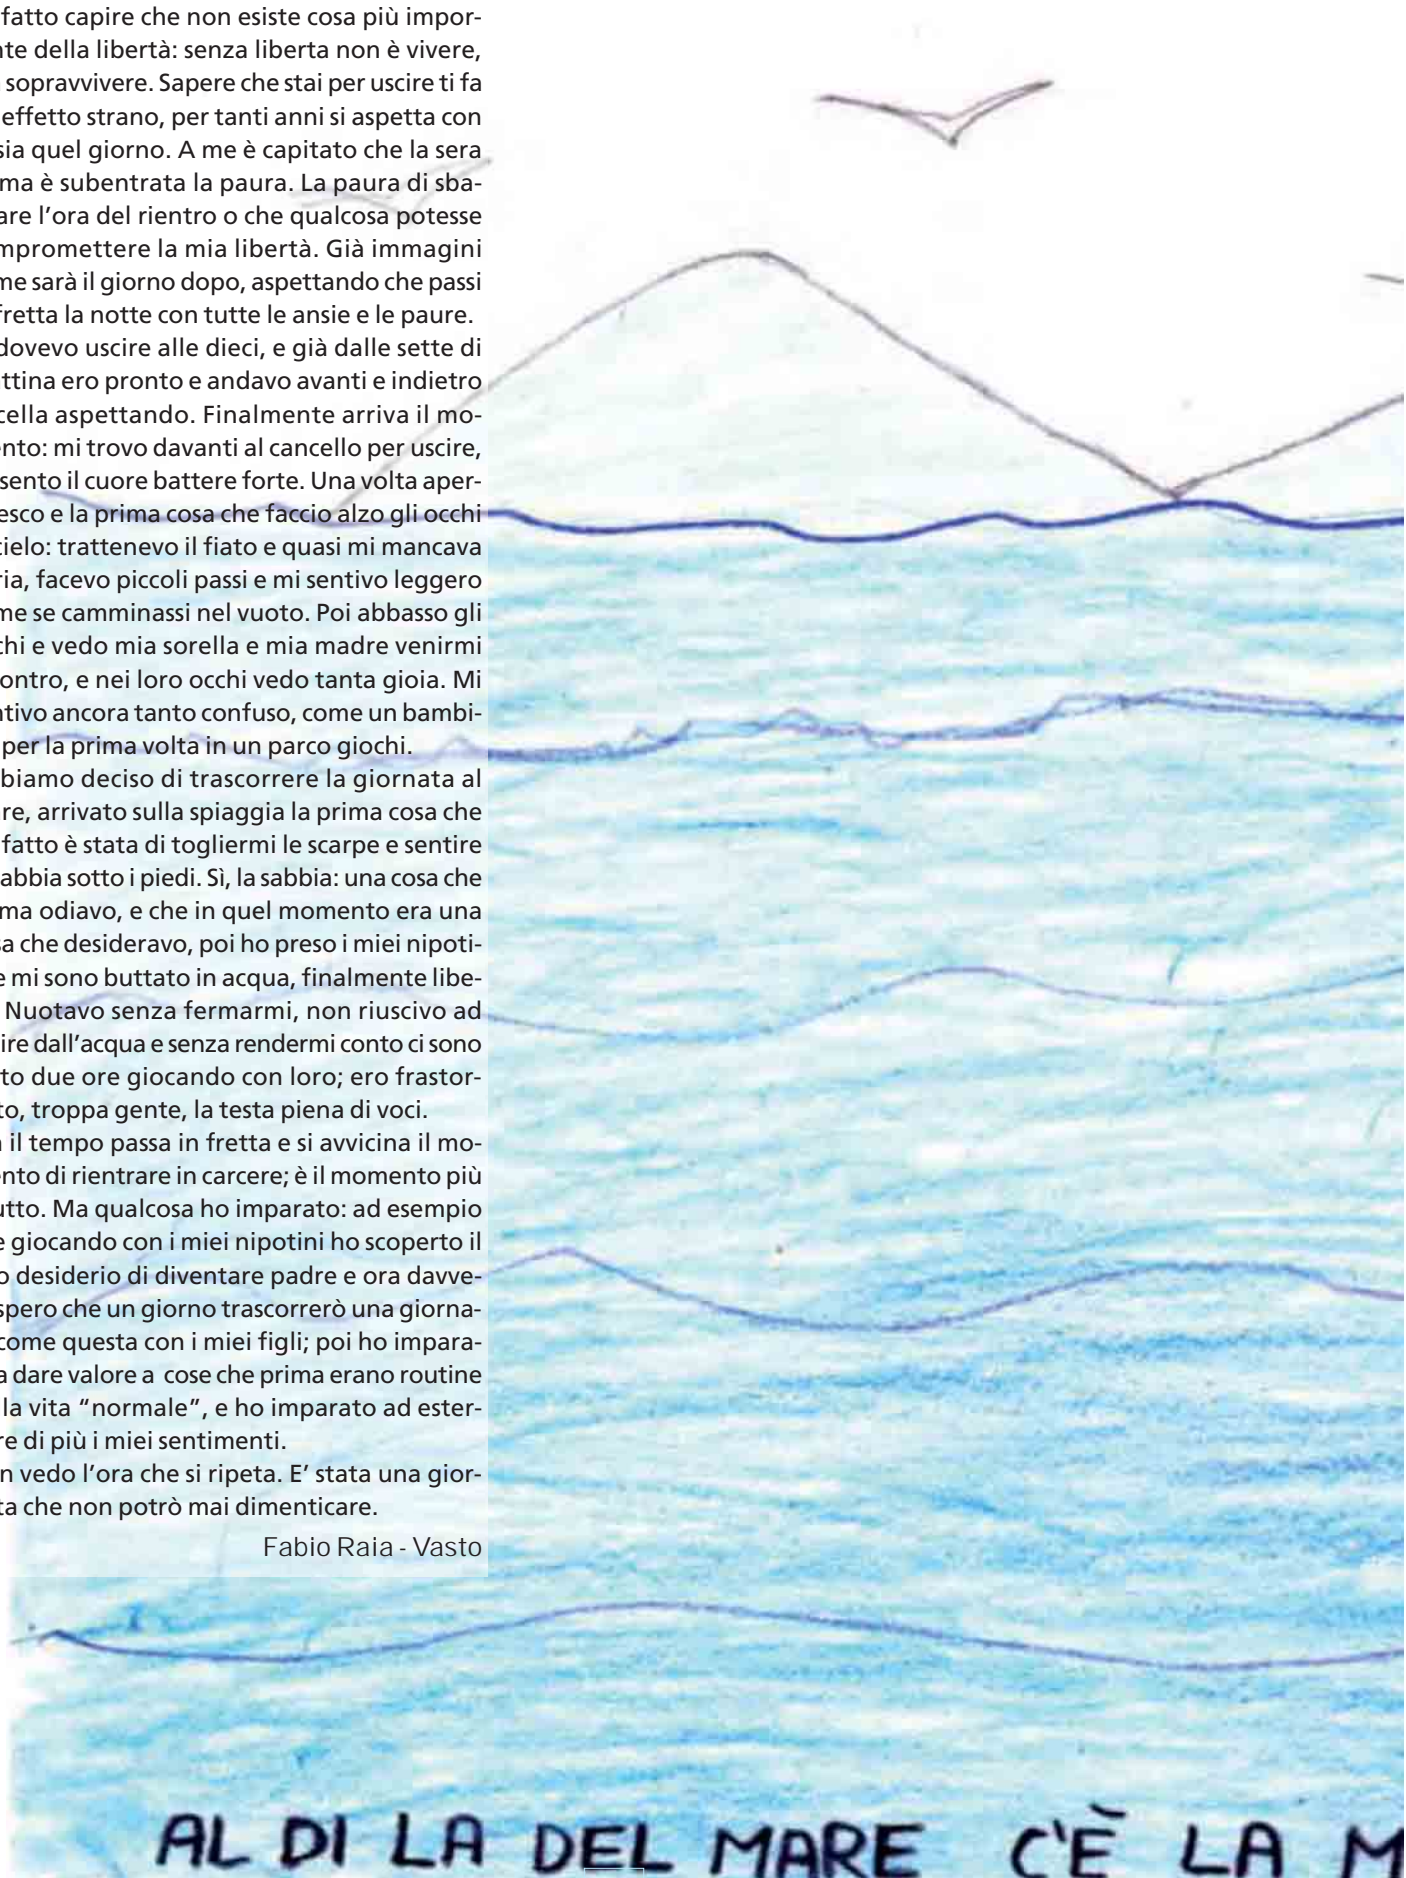 fatto capire che non esiste cosa più impor-
nte della libertà: senza liberta non è vivere,
sopravvivere. Sapere che stai per uscire ti fa
effetto strano, per tanti anni si aspetta con
sia quel giorno. A me è capitato che la sera
ma è subentrata la paura. La paura di sba-
are l’ora del rientro o che qualcosa potesse
mpromettere la mia libertà. Già immagini
me sarà il giorno dopo, aspettando che passi
fretta la notte con tutte le ansie e le paure.
dovevo uscire alle dieci, e già dalle sette di
ttina ero pronto e andavo avanti e indietro
cella aspettando. Finalmente arriva il mo-
ento: mi trovo davanti al cancello per uscire,
sento il cuore battere forte. Una volta aper-
esco e la prima cosa che faccio alzo gli occhi
cielo: trattenevo il fiato e quasi mi mancava
ria, facevo piccoli passi e mi sentivo leggero
me se camminassi nel vuoto. Poi abbasso gli
chi e vedo mia sorella e mia madre venirmi
ontro, e nei loro occhi vedo tanta gioia. Mi
ntivo ancora tanto confuso, come un bambi-
per la prima volta in un parco giochi.
biamo deciso di trascorrere la giornata al
re, arrivato sulla spiaggia la prima cosa che
fatto è stata di togliermi le scarpe e sentire
abbia sotto i piedi. Sì, la sabbia: una cosa che
ma odiavo, e che in quel momento era una
sa che desideravo, poi ho preso i miei nipoti-
e mi sono buttato in acqua, finalmente libe-
Nuotavo senza fermarmi, non riuscivo ad
ire dall’acqua e senza rendermi conto ci sono
to due ore giocando con loro; ero frastor-
to, troppa gente, la testa piena di voci.
il tempo passa in fretta e si avvicina il mo-
ento di rientrare in carcere; è il momento più
utto. Ma qualcosa ho imparato: ad esempio
e giocando con i miei nipotini ho scoperto il
o desiderio di diventare padre e ora davve-
spero che un giorno trascorrerò una giorna-
come questa con i miei figli; poi ho impara-
a dare valore a cose che prima erano routine
la vita “normale”, e ho imparato ad ester-
re di più i miei sentimenti.
n vedo l’ora che si ripeta. E’ stata una gior-
ta che non potrò mai dimenticare.
Fabio Raia - Vasto
AL DI LA DEL MARE C'È LA M